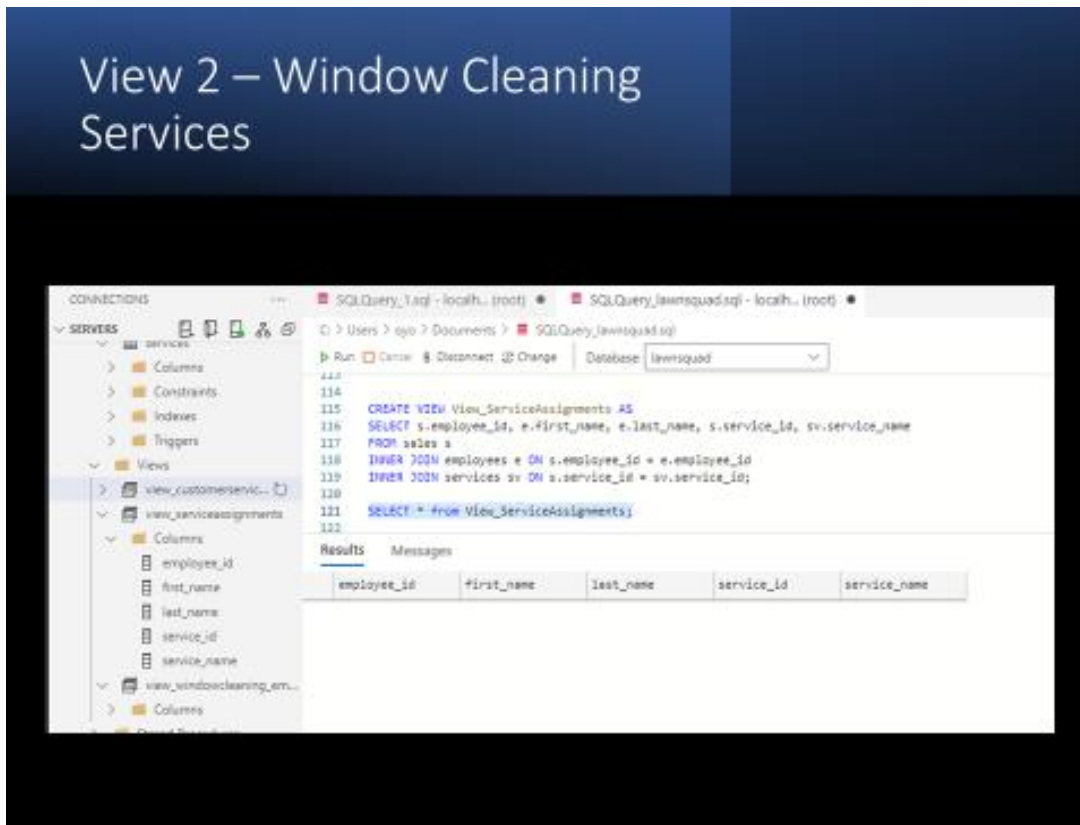 View 2 – Window Cleaning
Services
CONNECTIONS
SERVERS
services
Columns
Constraints
Indexes
Triggers
Views
view_customerservic...
view_serviceassignments
Columns
employee_id
first_name
last_name
service_id
service_name
view_windowcleaning_em...
Columns
SQLQuery_1.sql - localh... (root)
SQLQuery_lawnsquad.sql - localh... (root)
C: > Users > oyo > Documents > SQLQuery_lawnsquad.sql
Run Cancel Disconnect Change Database: lawnsquad
113
114
115 CREATE VIEW View_ServiceAssignments AS
116 SELECT s.employee_id, e.first_name, e.last_name, s.service_id, sv.service_name
117 FROM sales s
118 INNER JOIN employees e ON s.employee_id = e.employee_id
119 INNER JOIN services sv ON s.service_id = sv.service_id;
120
121 SELECT * from View_ServiceAssignments;
122
Results Messages
employee_id first_name last_name service_id service_name